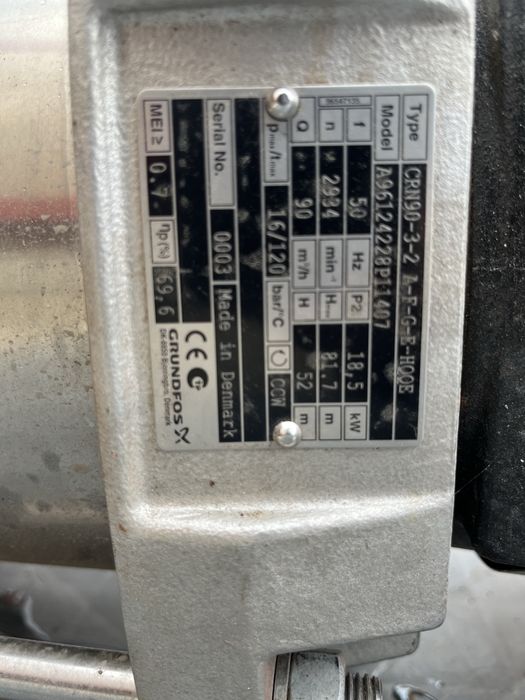 Type CRN90-3-2 A-F-G-E-HQQE
Model A96124228P11407
f 50 Hz P2 18,5 kW
96547135
n 2934 min⁻¹ Hmax 81.7 m
Q 90 m³/h H 52 m
pmax/tmax 16/120 bar/°C CCW
Serial No. 0003 Made in Denmark
MEI ≥ 0.7 ηp(%) 69,6
CE
GRUNDFOS
DK-8850 Bjerringbro, Denmark